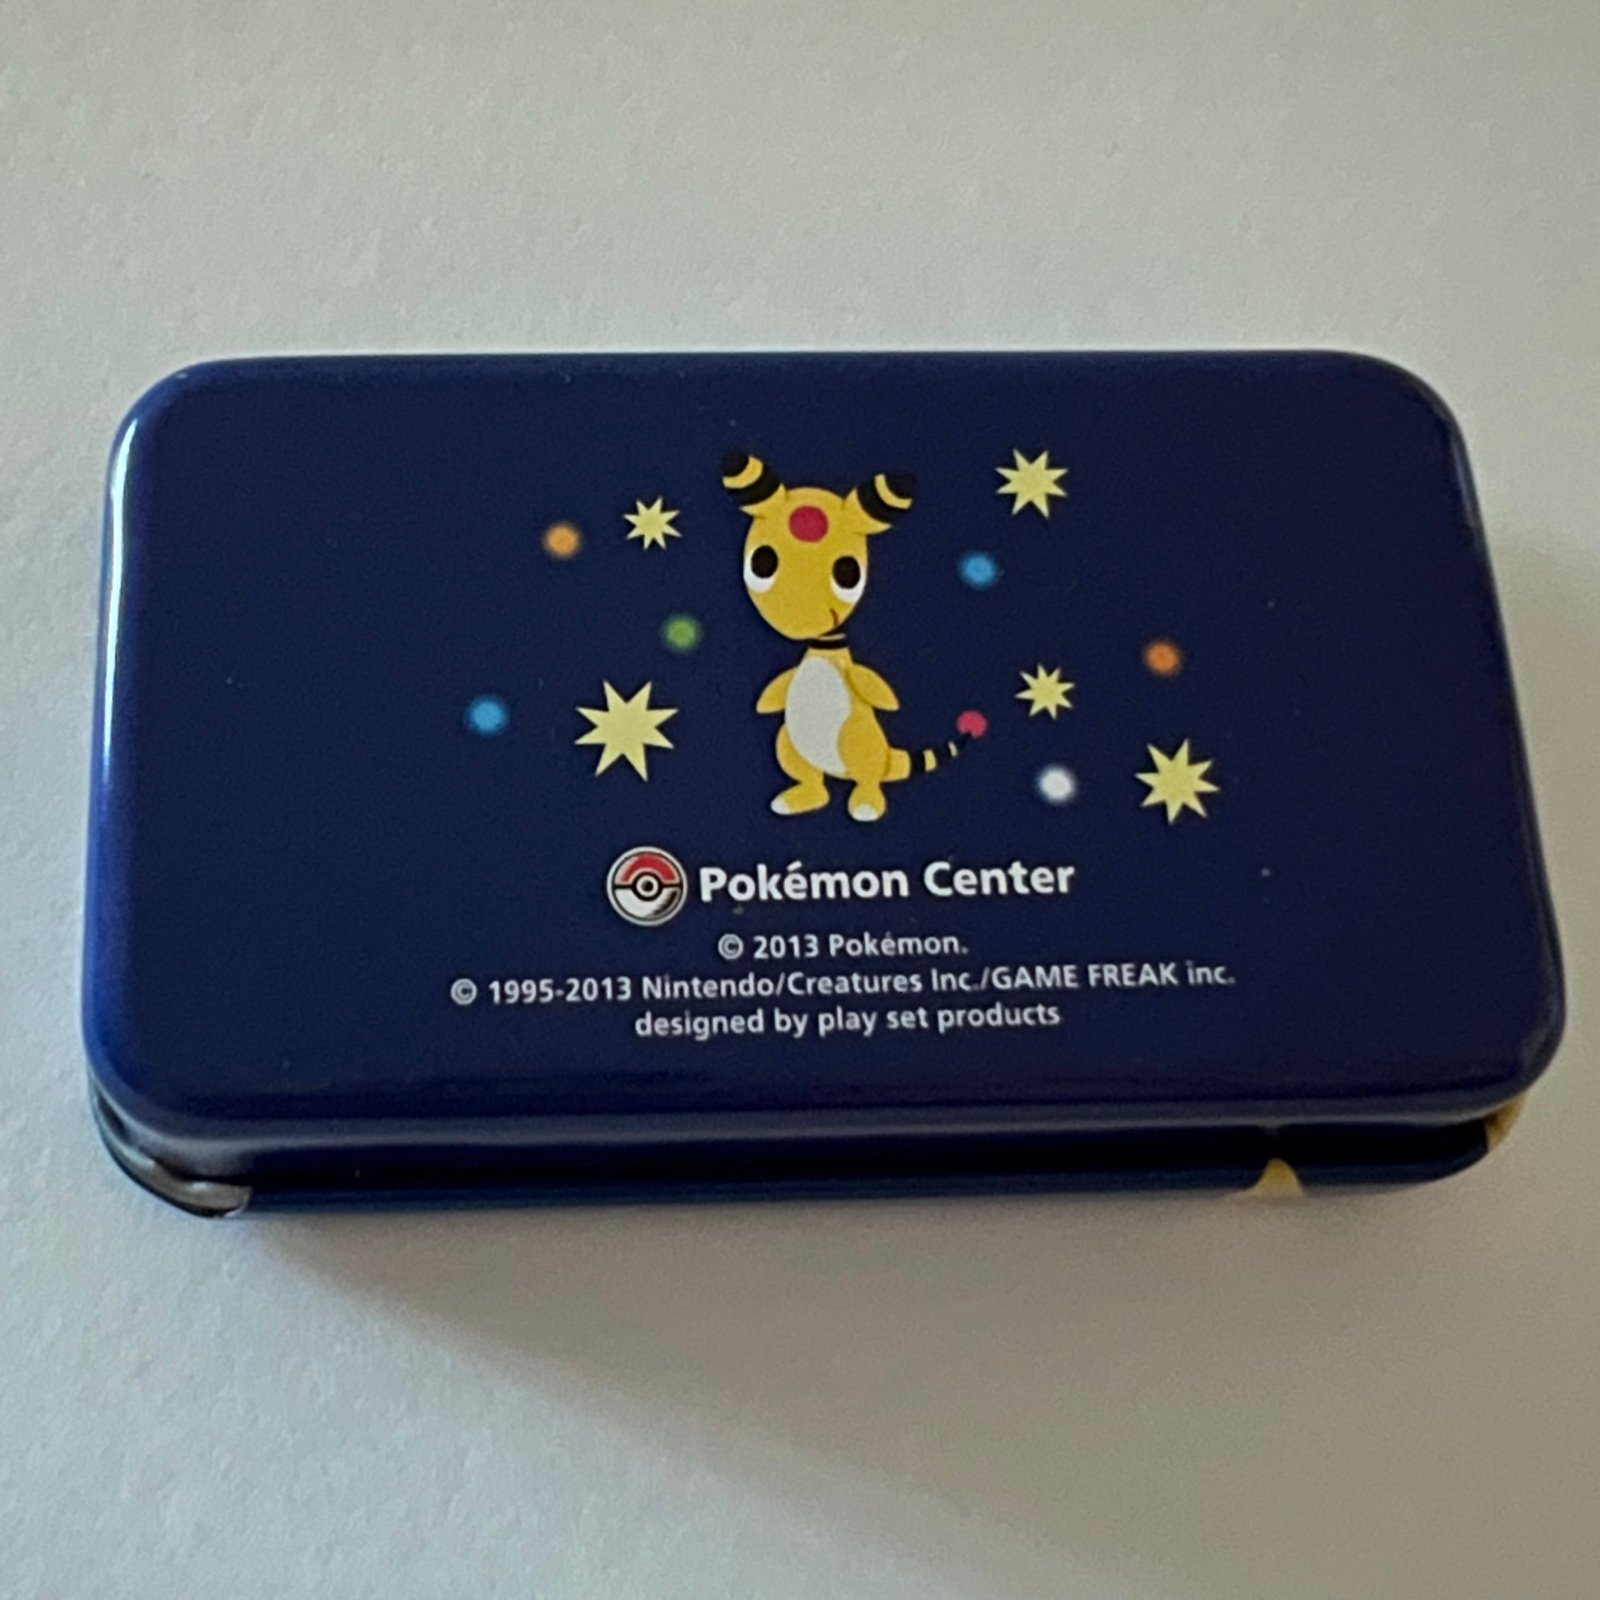 Pokémon Center
© 2013 Pokémon.
© 1995-2013 Nintendo/Creatures Inc./GAME FREAK inc.
designed by play set products